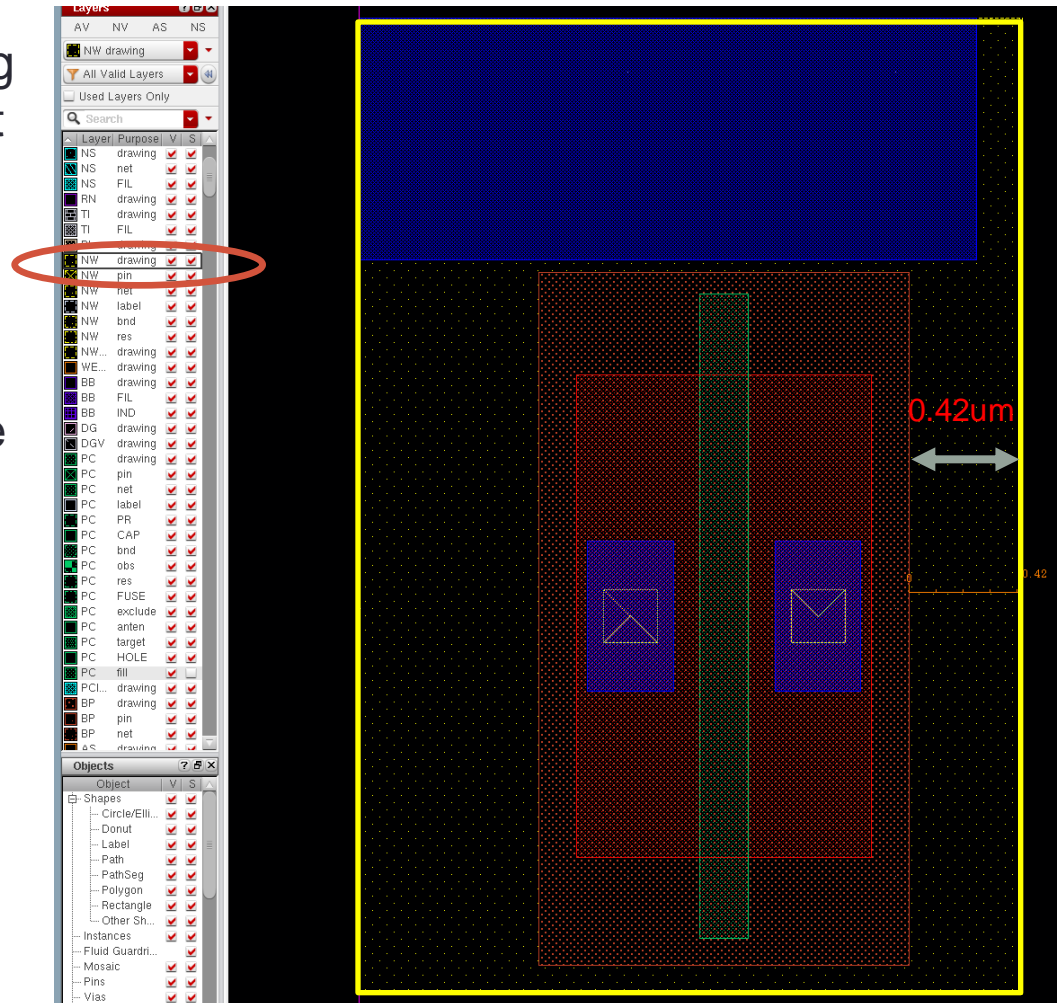 g
t
e
Layers
AV NV AS NS
NW drawing
All Valid Layers
Used Layers Only
Search
Layer Purpose V S
NS drawing
NS net
NS FIL
RN drawing
TI drawing
TI FIL
drawing
NW drawing
NW pin
NW net
NW label
NW bnd
NW res
NW... drawing
WE... drawing
BB drawing
BB FIL
BB IND
DG drawing
DGV drawing
PC drawing
PC pin
PC net
PC label
PC PR
PC CAP
PC bnd
PC obs
PC res
PC FUSE
PC exclude
PC anten
PC target
PC HOLE
PC fill
PCI... drawing
BP drawing
BP pin
BP net
AS drawing
Objects
Object V S
Shapes
Circle/Elli...
Donut
Label
Path
PathSeg
Polygon
Rectangle
Other Sh...
Instances
Fluid Guardri...
Mosaic
Pins
Vias
0.42um
0 0.42